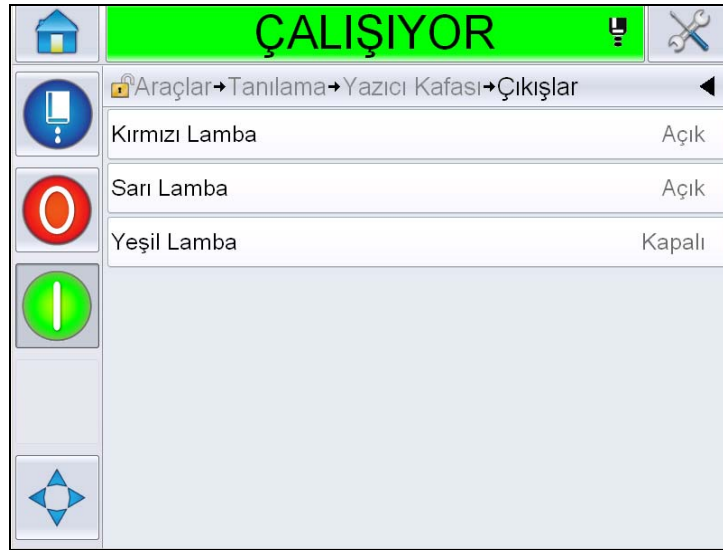 ÇALIŞIYOR
Araçlar→Tanılama→Yazıcı Kafası→Çıkışlar
Kırmızı Lamba Açık
Sarı Lamba Açık
Yeşil Lamba Kapalı